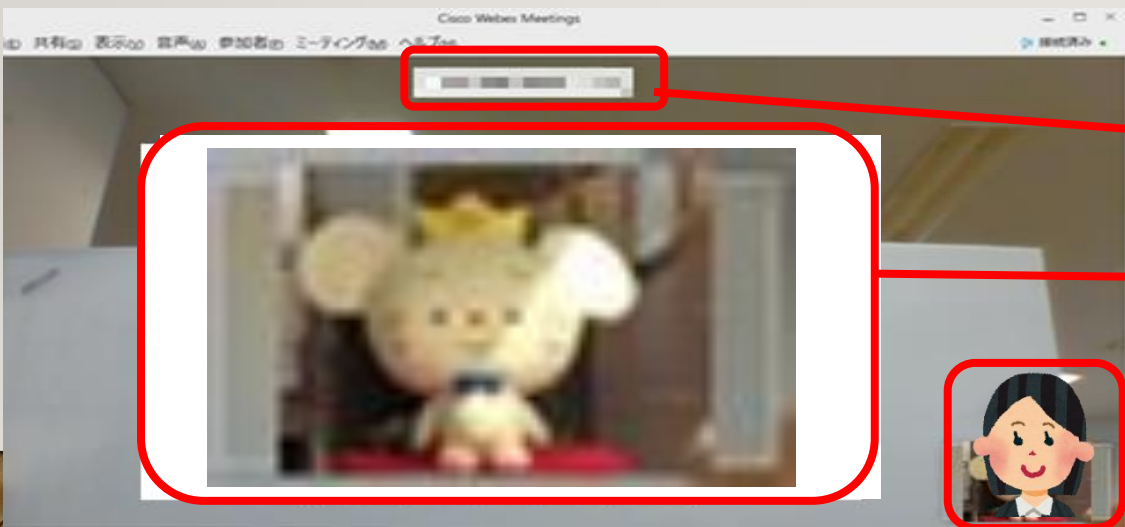 Cisco Webex Meetings
共有(S) 表示(V) 音声(A) 参加者(P) ミーティング(M) ヘルプ(H)
接続済み